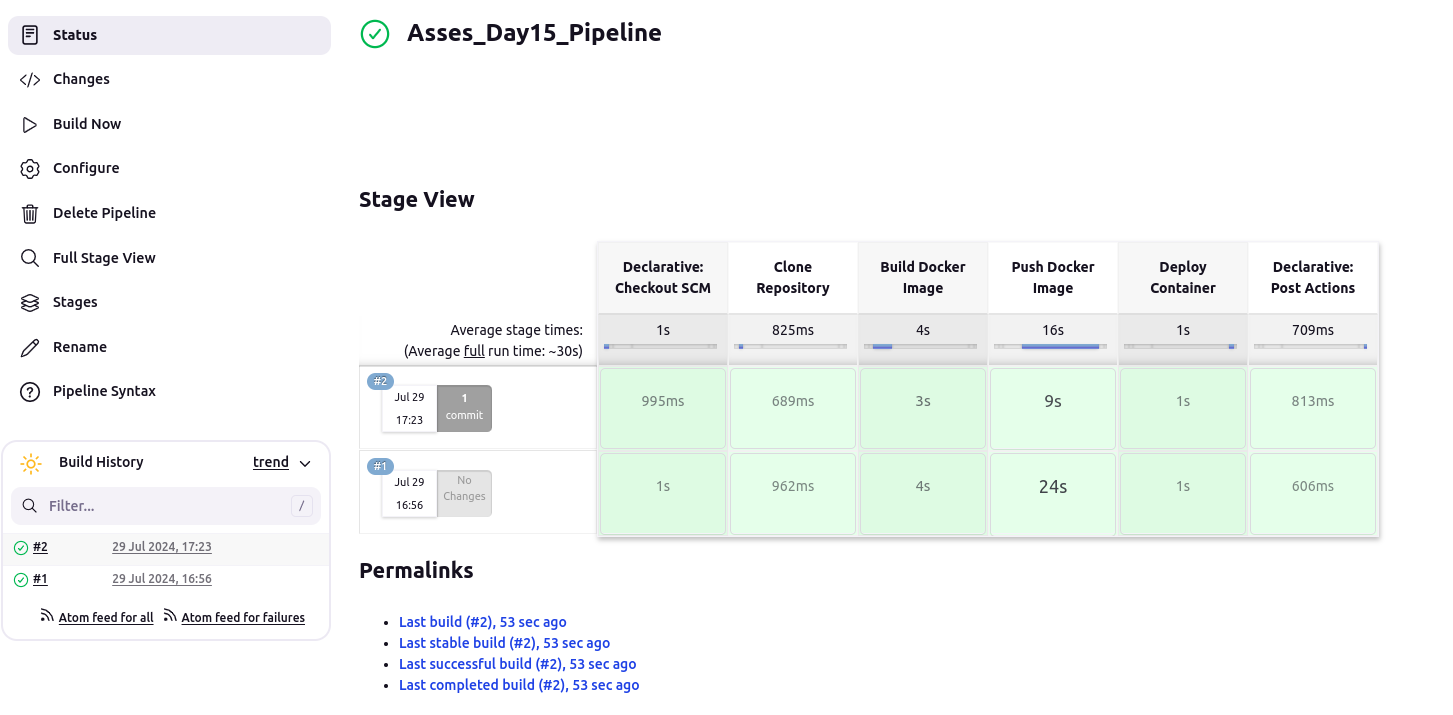 Status
Changes
Build Now
Configure
Delete Pipeline
Full Stage View
Stages
Rename
Pipeline Syntax
Build History
trend
Filter...
/
#2
29 Jul 2024, 17:23
#1
29 Jul 2024, 16:56
Atom feed for all
Atom feed for failures
Asses_Day15_Pipeline
Stage View
Declarative:
Checkout SCM
Clone
Repository
Build Docker
Image
Push Docker
Image
Deploy
Container
Declarative:
Post Actions
Average stage times:
(Average full run time: ~30s)
1s
825ms
4s
16s
1s
709ms
#2
Jul 29
17:23
1
commit
995ms
689ms
3s
9s
1s
813ms
#1
Jul 29
16:56
No
Changes
1s
962ms
4s
24s
1s
606ms
Permalinks
Last build (#2), 53 sec ago
Last stable build (#2), 53 sec ago
Last successful build (#2), 53 sec ago
Last completed build (#2), 53 sec ago